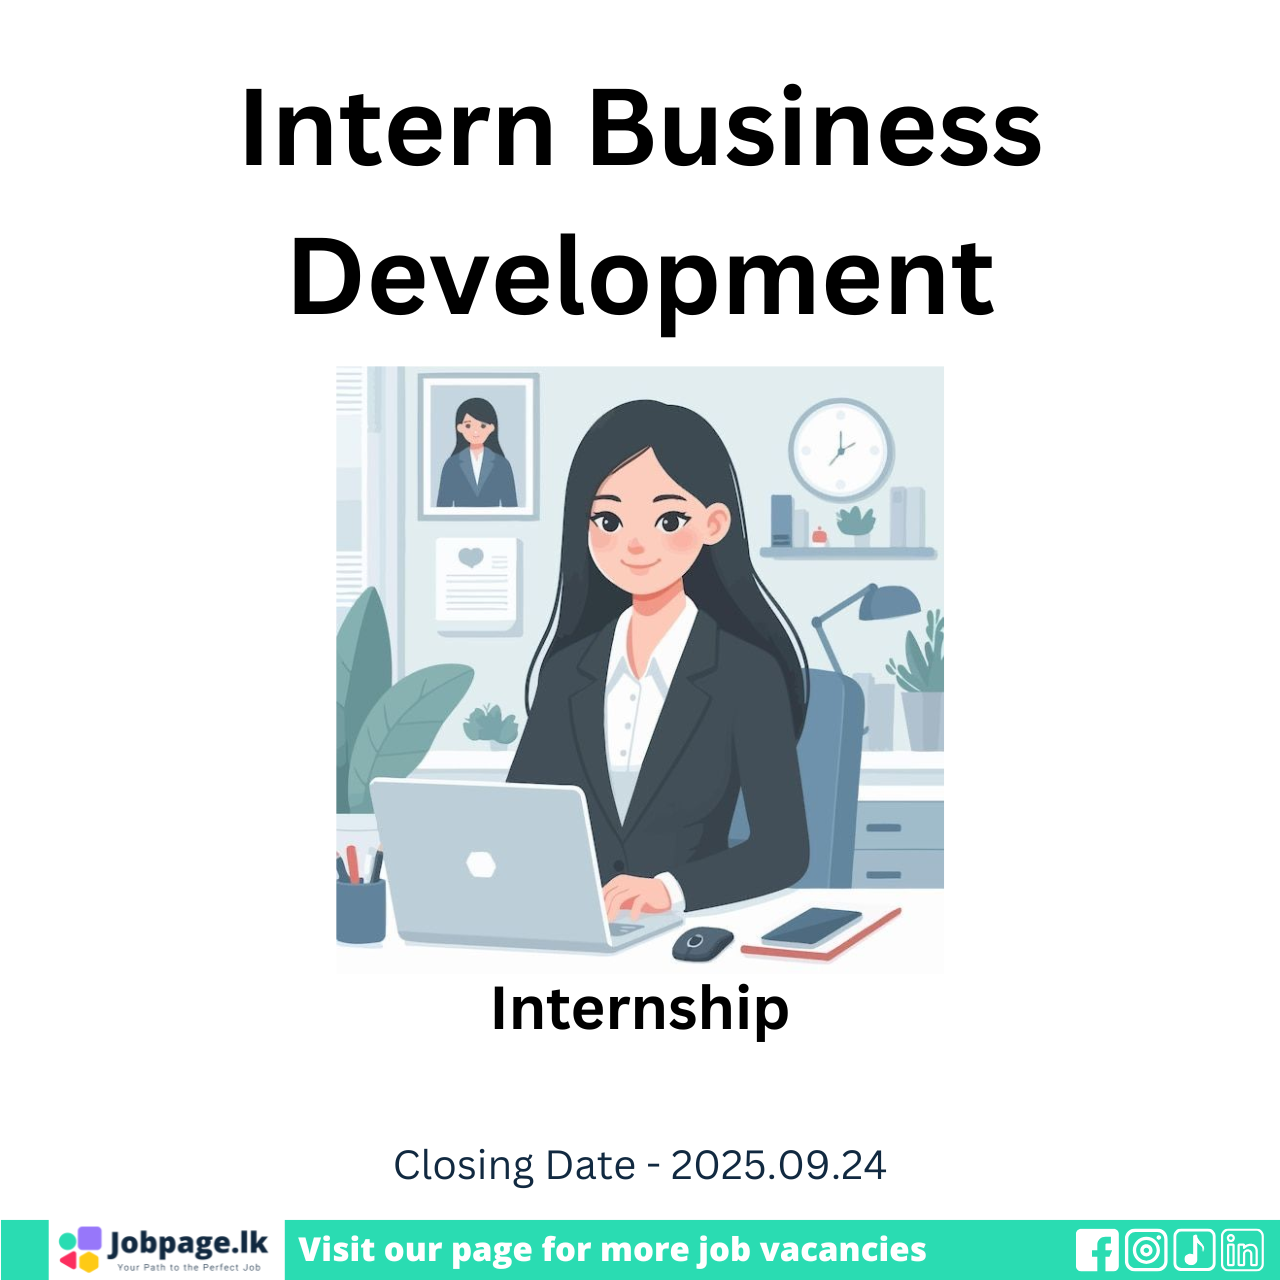 Intern Business
Development
Internship
Closing Date - 2025.09.24
Jobpage.lk
Your Path to the Perfect Job
Visit our page for more job vacancies